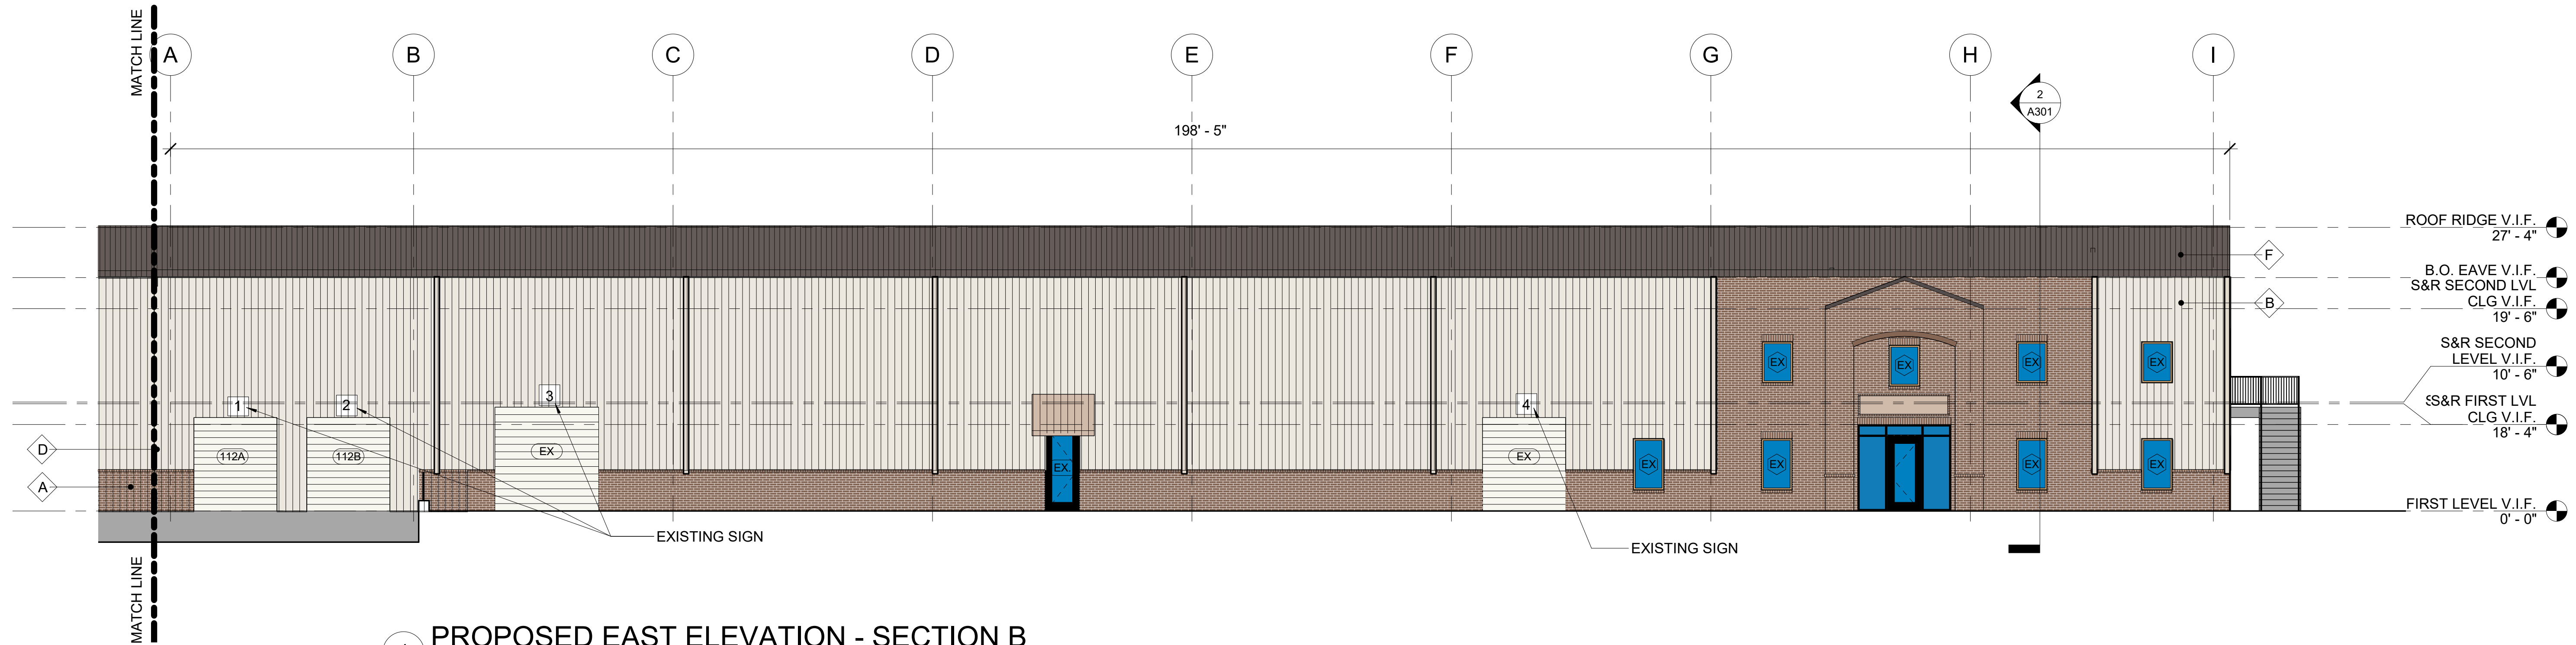 MATCH LINE
A
B
C
D
E
F
G
H
I
2
A301
198' - 5"
ROOF RIDGE V.I.F.
27' - 4"
F
B.O. EAVE V.I.F.
S&R SECOND LVL
CLG V.I.F.
19' - 6"
B
S&R SECOND
LEVEL V.I.F.
10' - 6"
S&R FIRST LVL
CLG V.I.F.
18' - 4"
FIRST LEVEL V.I.F.
0' - 0"
EX
EX
EX
EX
1
2
3
4
D
112A
112B
EX
EX
EX
EX
EX
EX
EX
A
EXISTING SIGN
EXISTING SIGN
MATCH LINE
PROPOSED EAST ELEVATION - SECTION B